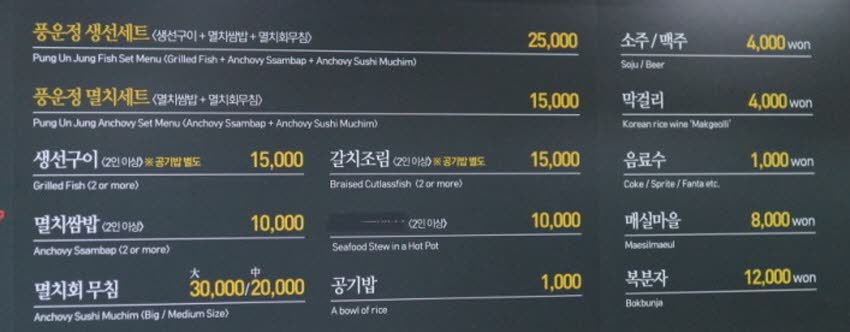 풍운정 생선세트 <생선구이 + 멸치쌈밥 + 멸치회무침> 25,000
Pung Un Jung Fish Set Menu <Grilled Fish + Anchovy Ssambap + Anchovy Sushi Muchim>
풍운정 멸치세트 <멸치쌈밥 + 멸치회무침> 15,000
Pung Un Jung Anchovy Set Menu <Anchovy Ssambap + Anchovy Sushi Muchim>
생선구이 <2인 이상> ※ 공기밥 별도 15,000
Grilled Fish <2 or more>
갈치조림 <2인 이상> ※ 공기밥 별도 15,000
Braised Cutlassfish <2 or more>
멸치쌈밥 <2인 이상> 10,000
Anchovy Ssambap <2 or more>
<2인 이상> 10,000
Seafood Stew in a Hot Pot
멸치회 무침 大 中 30,000/20,000
Anchovy Sushi Muchim <Big / Medium Size>
공기밥 1,000
A bowl of rice
소주 / 맥주 4,000 won
Soju / Beer
막걸리 4,000 won
Korean rice wine 'Makgeolli'
음료수 1,000 won
Coke / Sprite / Fanta etc.
매실마을 8,000 won
Maesilmaeul
복분자 12,000 won
Bokbunja